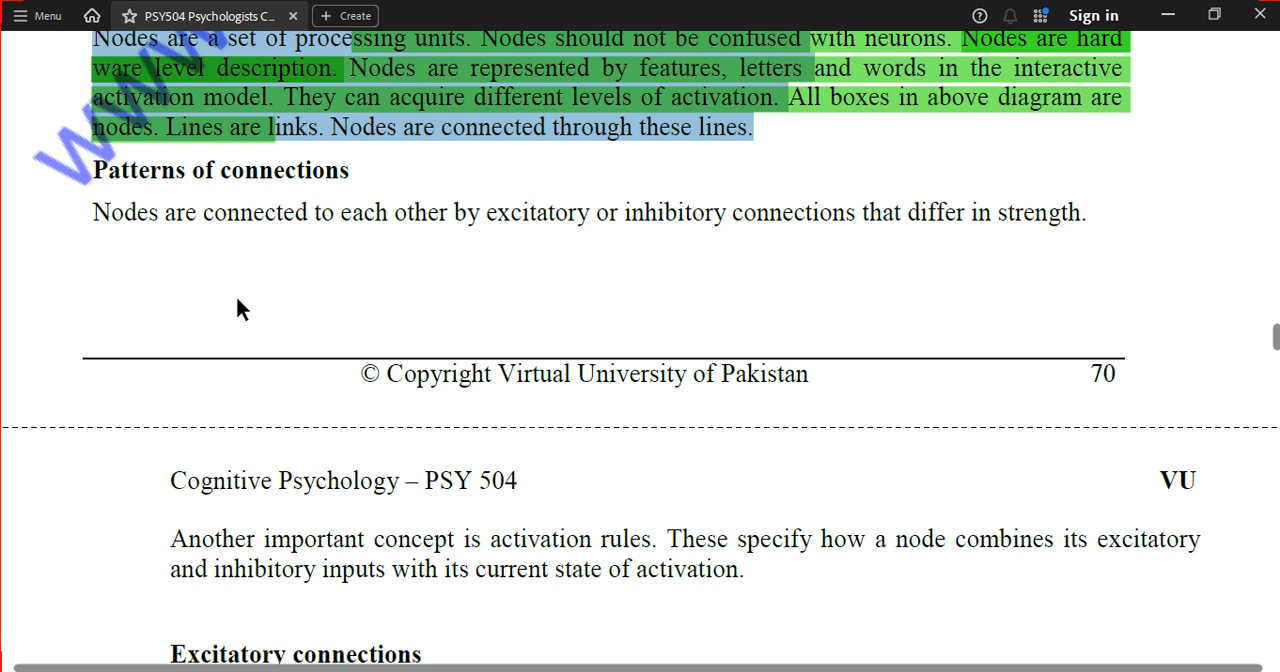 Menu
PSY504 Psychologists C...
Create
Sign in
Nodes are a set of processing units. Nodes should not be confused with neurons. Nodes are hard
ware level description. Nodes are represented by features, letters and words in the interactive
activation model. They can acquire different levels of activation. All boxes in above diagram are
nodes. Lines are links. Nodes are connected through these lines.
Patterns of connections
Nodes are connected to each other by excitatory or inhibitory connections that differ in strength.
© Copyright Virtual University of Pakistan 70
Cognitive Psychology – PSY 504 VU
Another important concept is activation rules. These specify how a node combines its excitatory
and inhibitory inputs with its current state of activation.
Excitatory connections